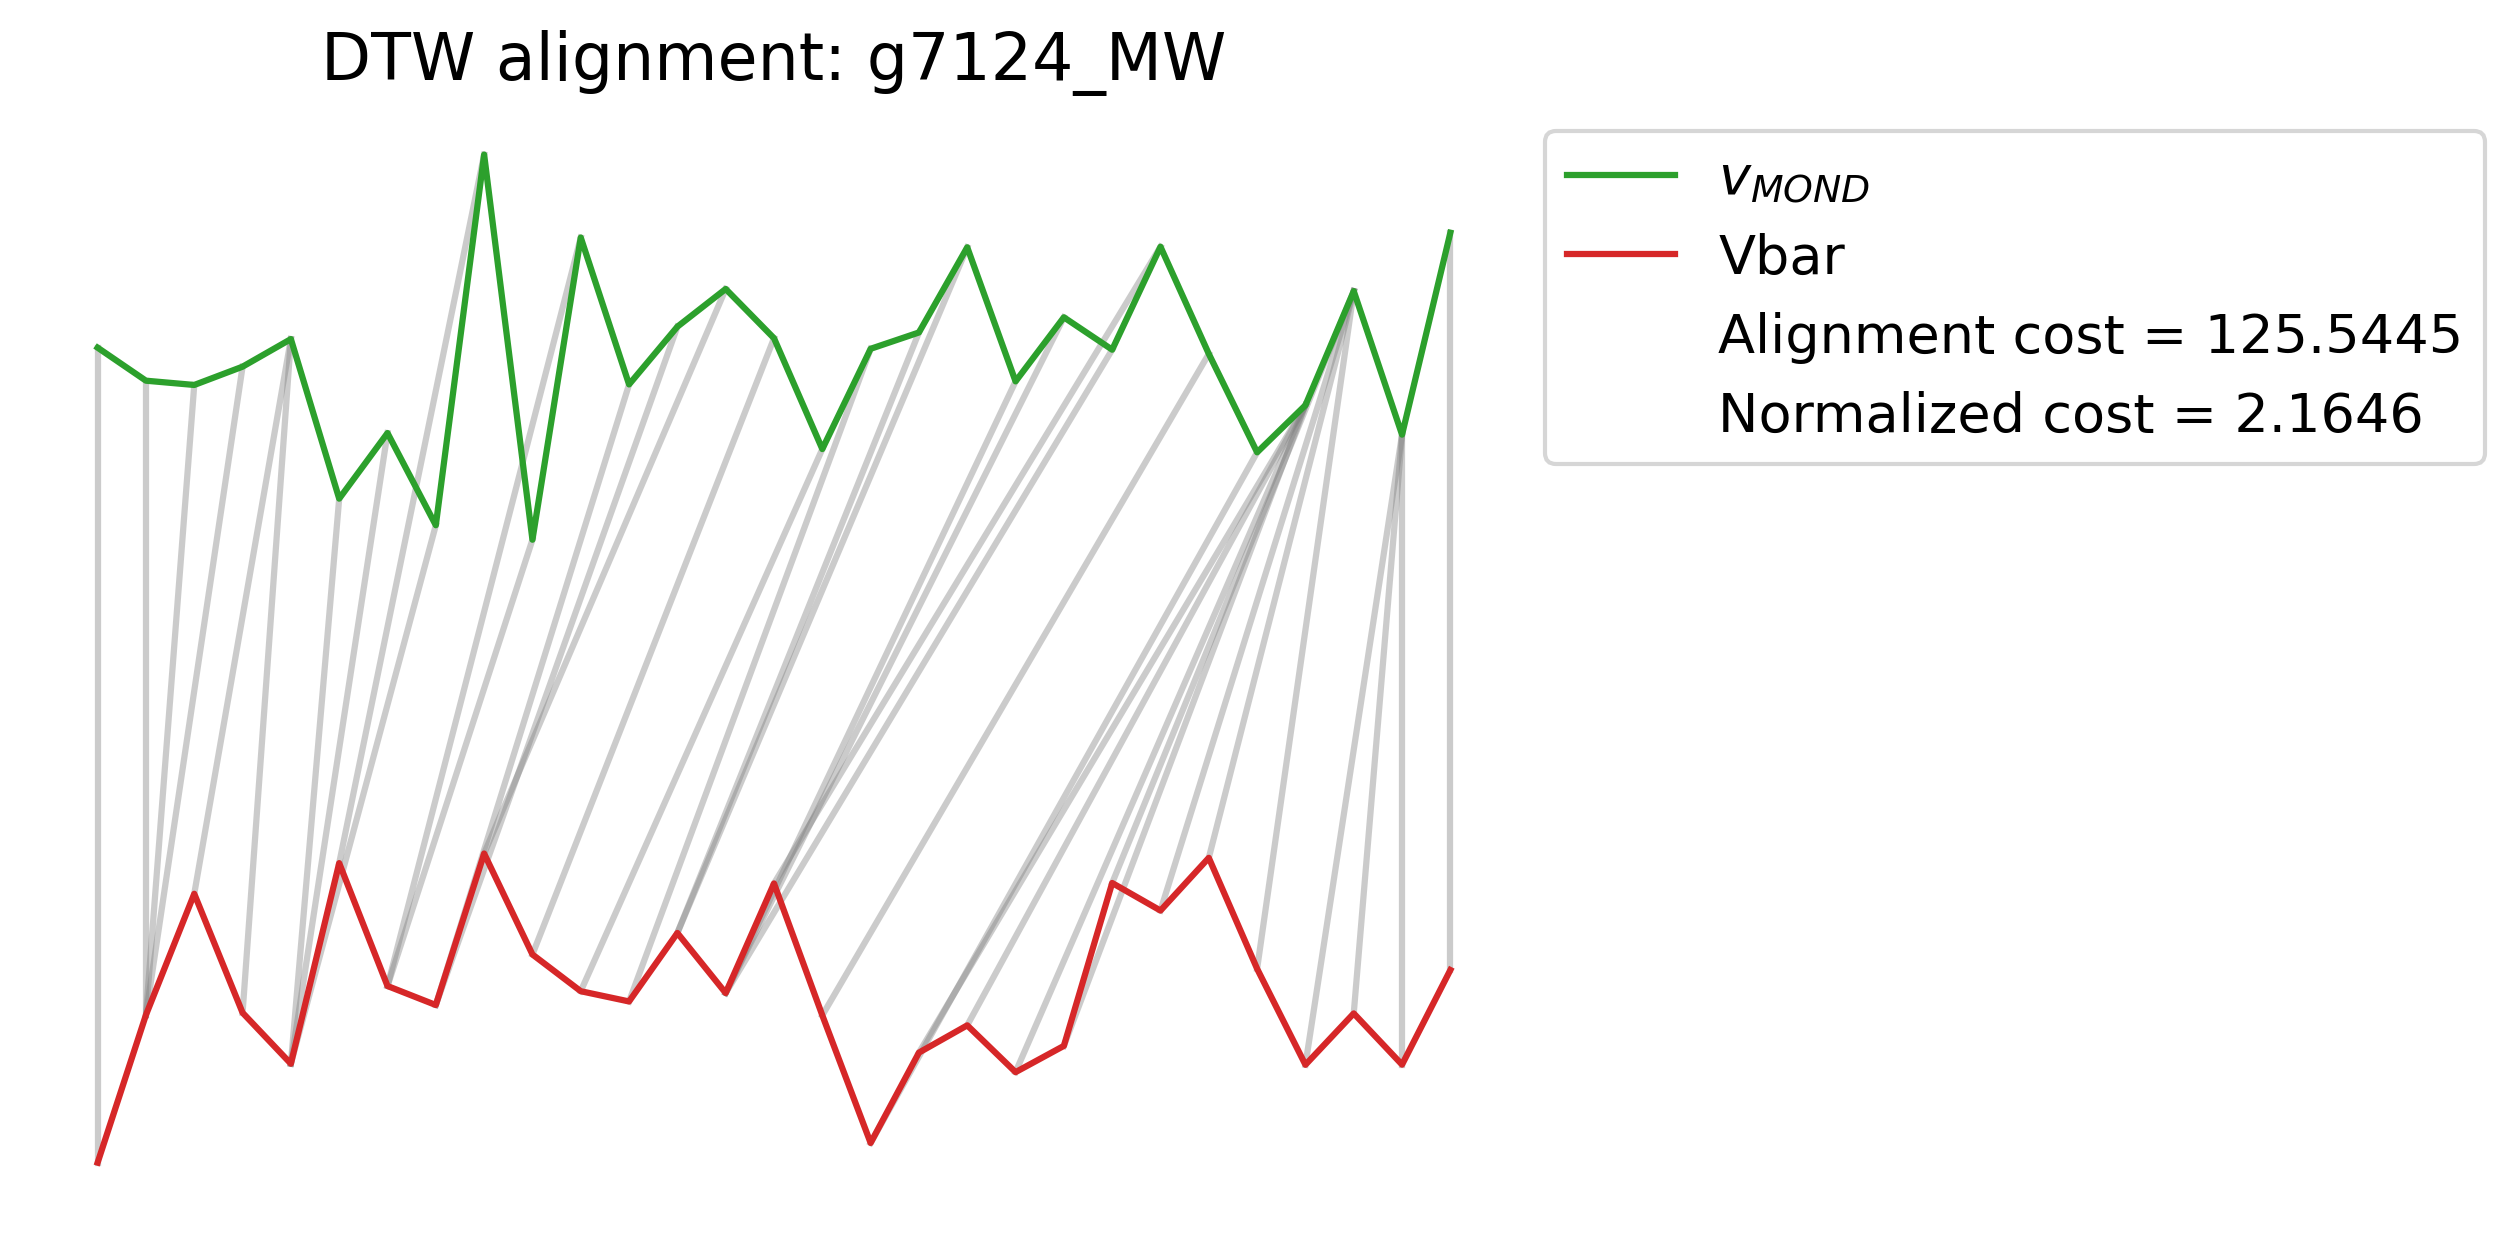 DTW alignment: g7124_MW
v_MOND
Vbar
Alignment cost = 125.5445
Normalized cost = 2.1646